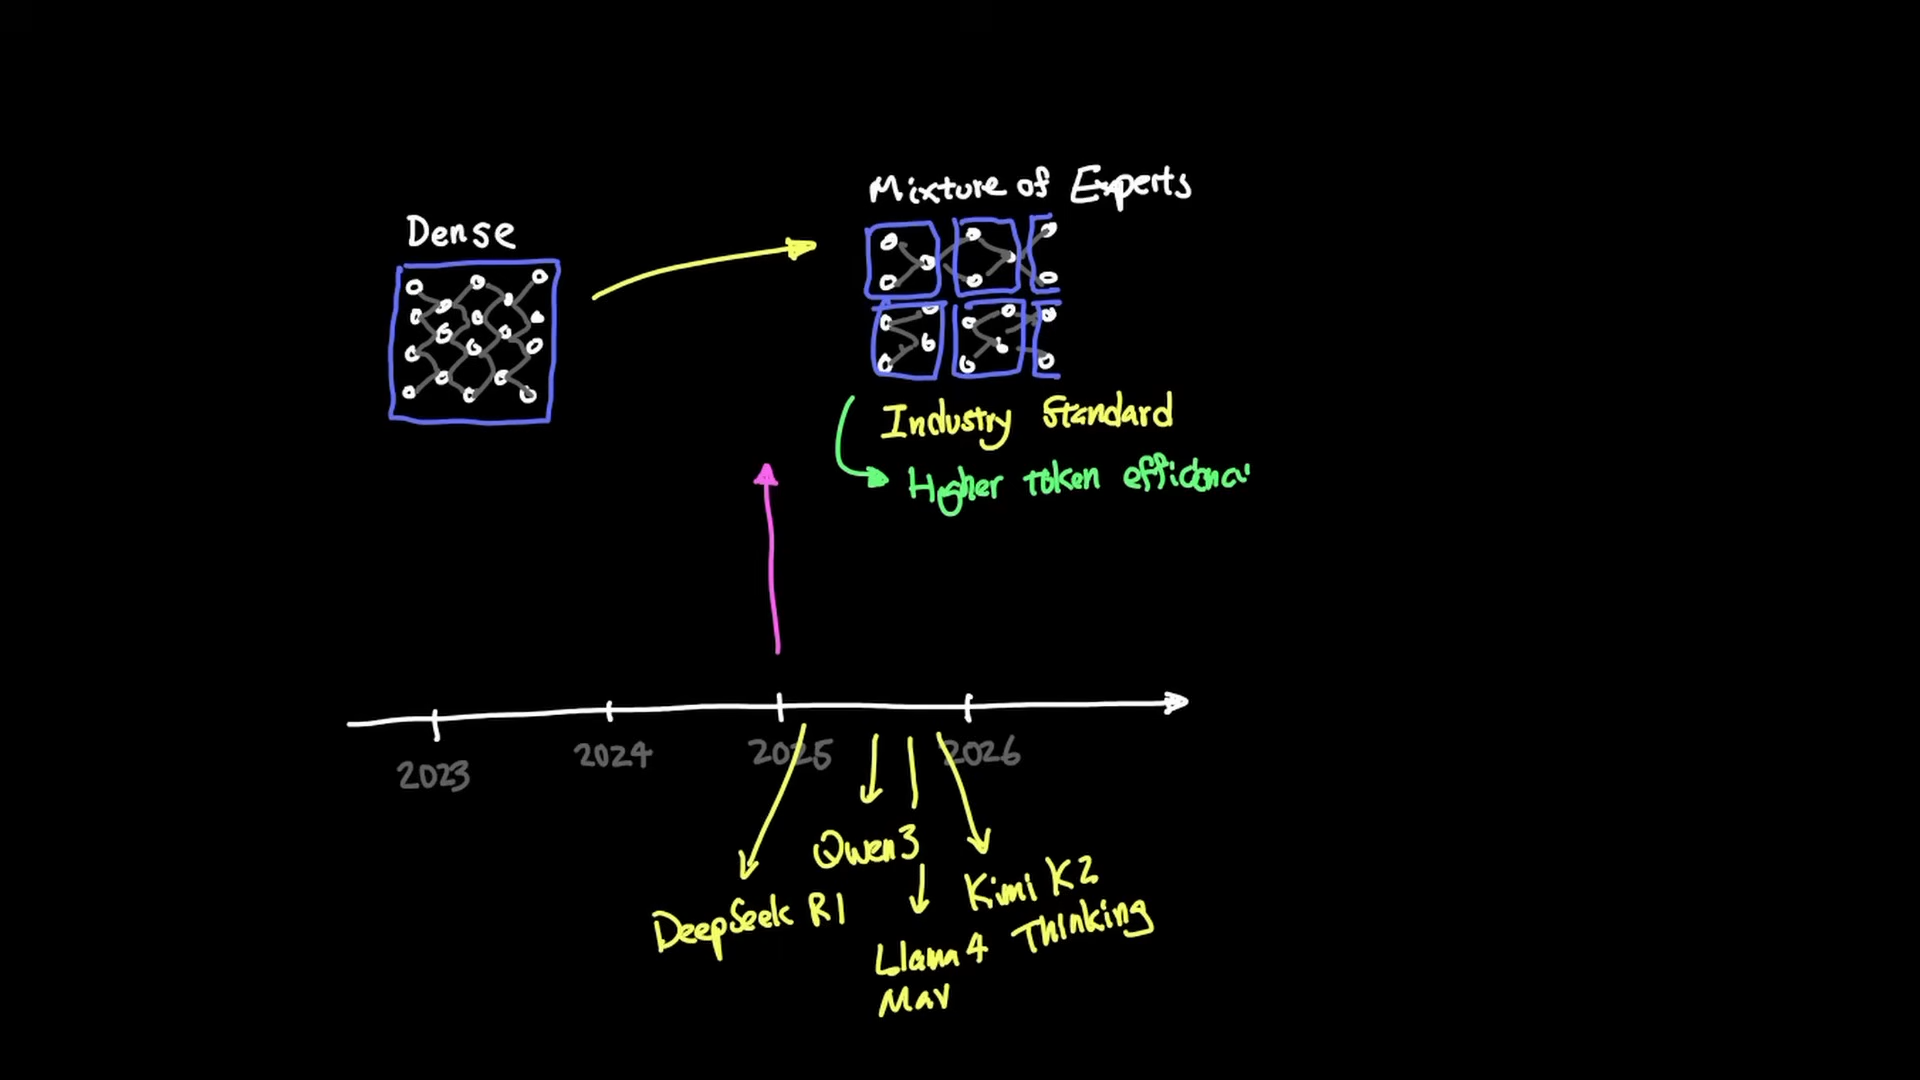 Mixture of Experts
Dense
Industry Standard
Higher token
2023
2024
2025
2026
Qwen3
DeepSeek R1
Kimi K2
Thinking
Llama 4
Mav